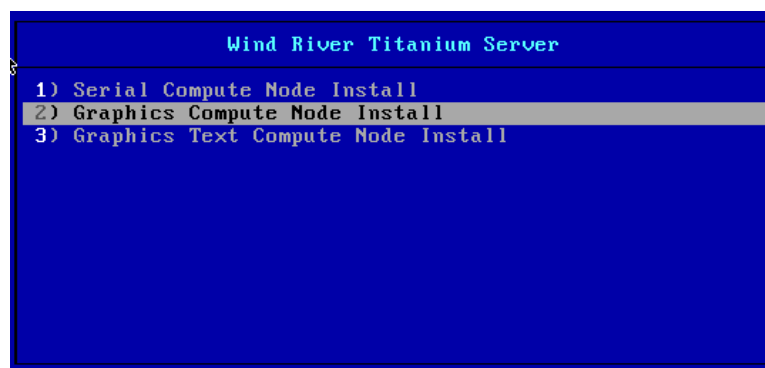 Wind River Titanium Server
1) Serial Compute Node Install
2) Graphics Compute Node Install
3) Graphics Text Compute Node Install